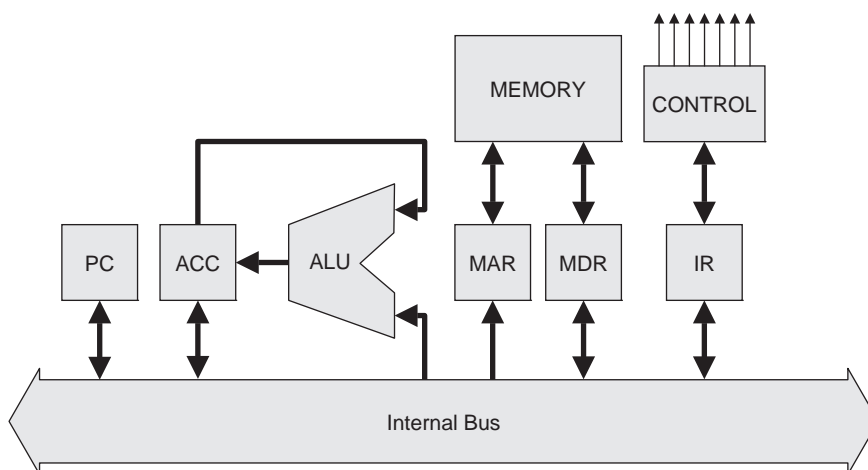 MEMORY
CONTROL
PC
ACC
ALU
MAR
MDR
IR
Internal Bus